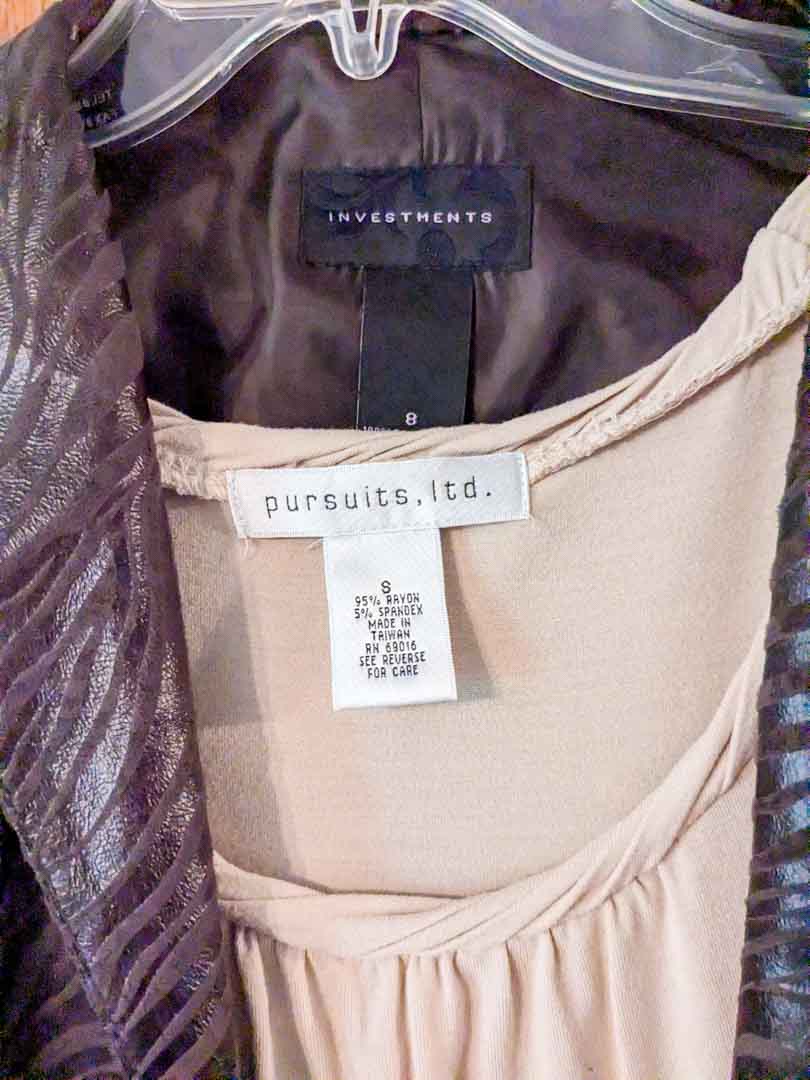 INVESTMENTS
8
pursuits, ltd.
S
95% RAYON
5% SPANDEX
MADE IN
TAIWAN
RN 69016
SEE REVERSE
FOR CARE